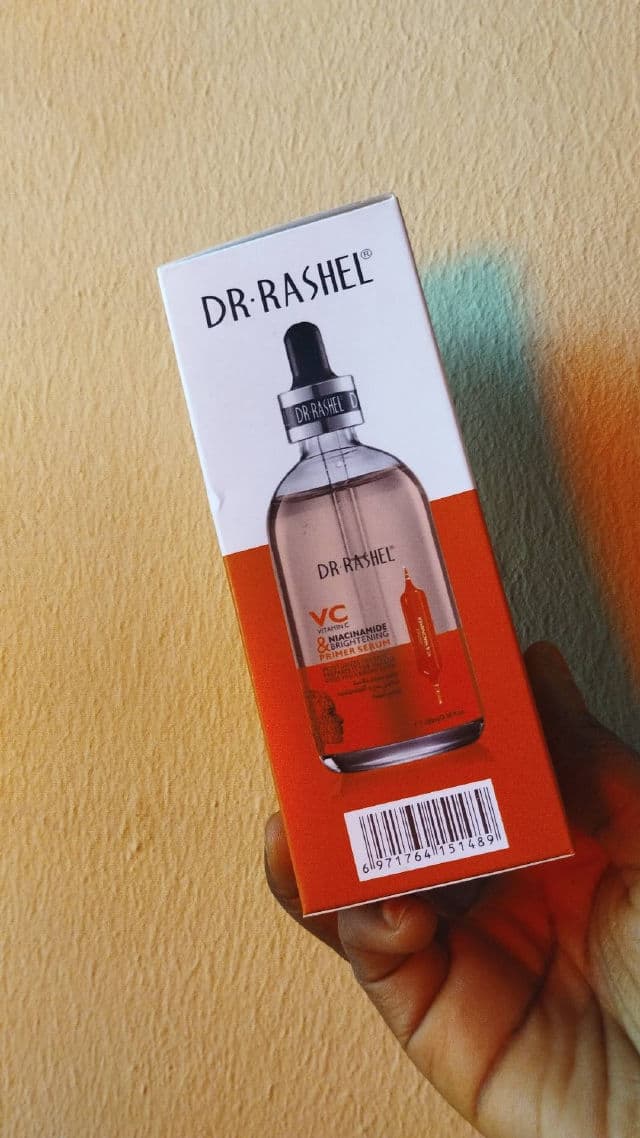 DR·RASHEL®
DR·RASHEL D
DR·RASHEL®
VC
VITAMIN C
& NIACINAMIDE
BRIGHTENING
PRIMER SERUM
6 971764 151489